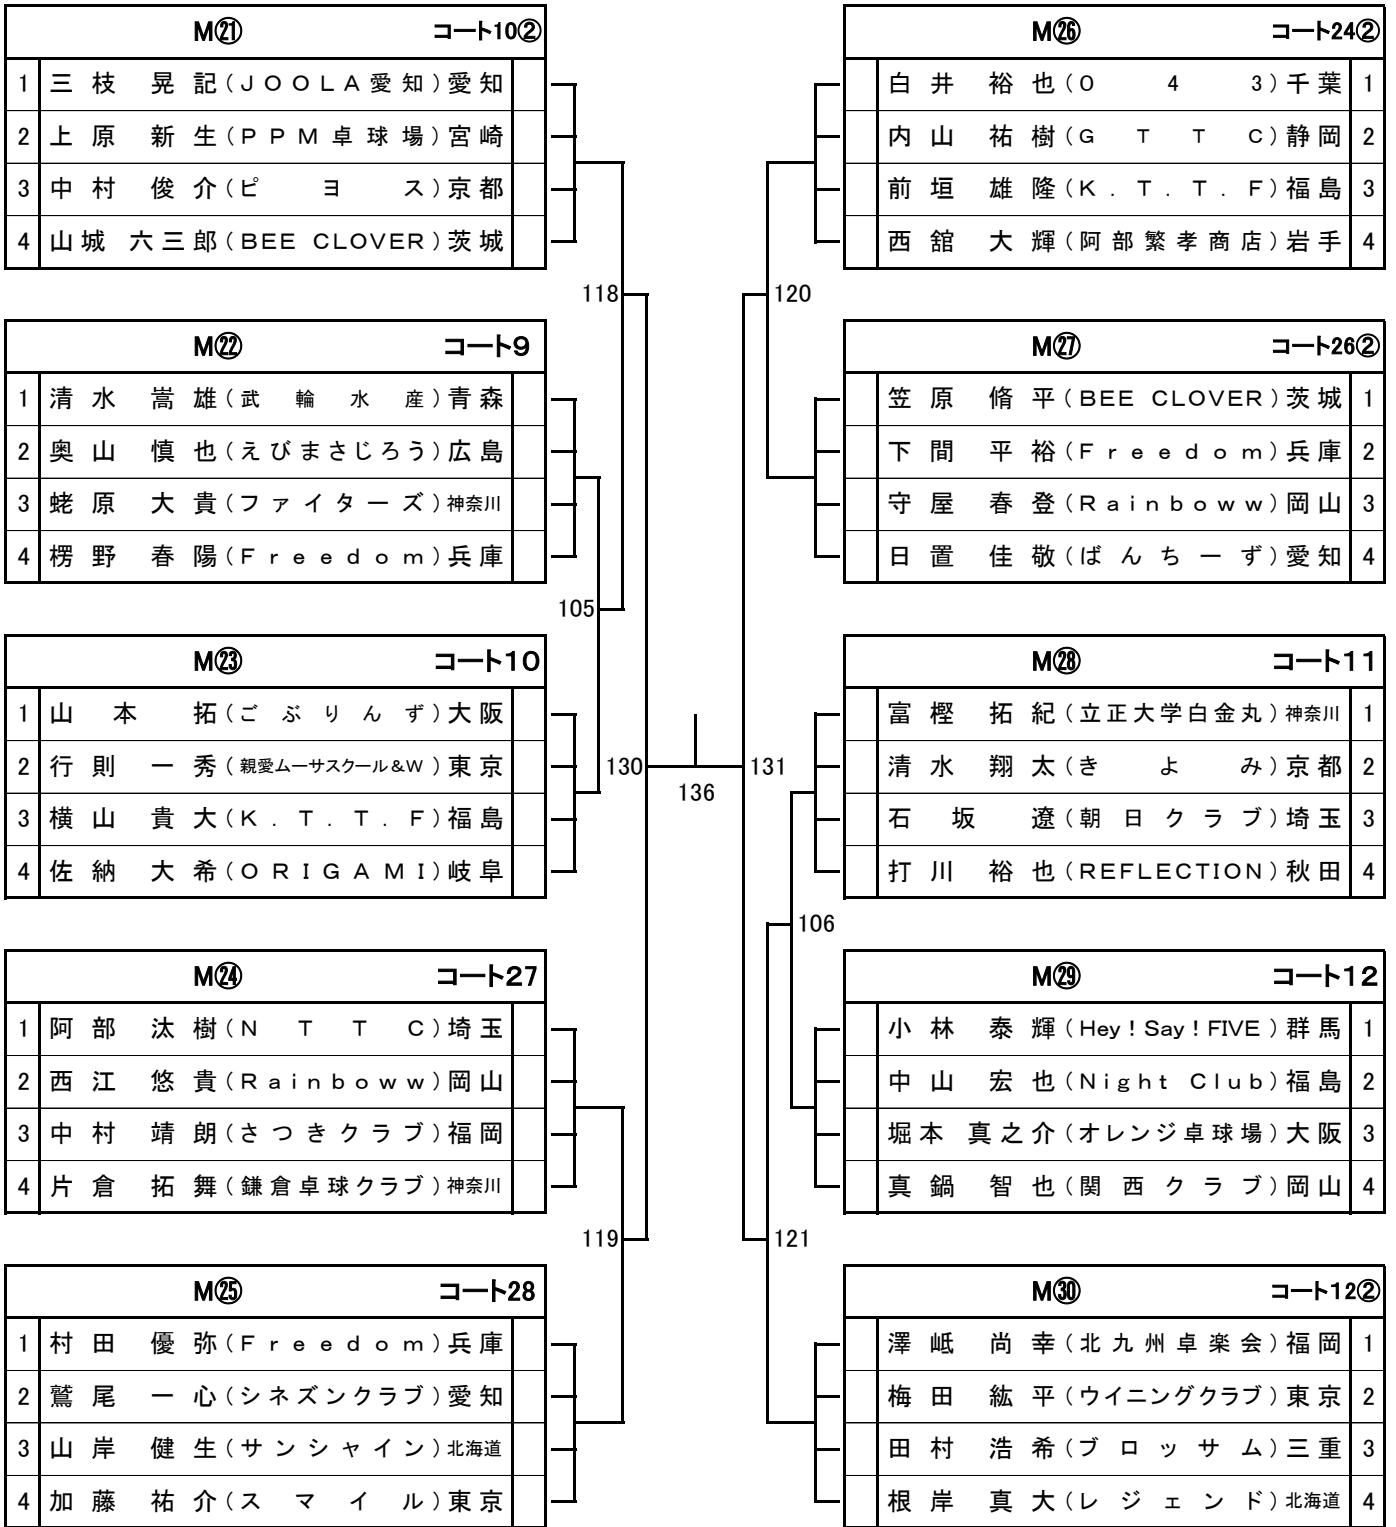 M㉑ コート10②
1 三枝 晃記(JOOLA愛知)愛知
2 上原 新生(PPM卓球場)宮崎
3 中村 俊介(ピヨス)京都
4 山城 六三郎(BEE CLOVER)茨城
118
M㉒ コート9
1 清水 嵩雄(武輪水産)青森
2 奥山 慎也(えびまさじろう)広島
3 蛯原 大貴(ファイターズ)神奈川
4 楞野 春陽(Freedom)兵庫
105
M㉓ コート10
1 山本 拓(ごぶりんず)大阪
2 行則 一秀(親愛ムーサスクール&W)東京
3 横山 貴大(K.T.T.F)福島
4 佐納 大希(ORIGAMI)岐阜
130
M㉔ コート27
1 阿部 汰樹(NTTC)埼玉
2 西江 悠貴(Rainboww)岡山
3 中村 靖朗(さつきクラブ)福岡
4 片倉 拓舞(鎌倉卓球クラブ)神奈川
119
M㉕ コート28
1 村田 優弥(Freedom)兵庫
2 鷲尾 一心(シネズンクラブ)愛知
3 山岸 健生(サンシャイン)北海道
4 加藤 祐介(スマイル)東京
136
M㉖ コート24②
白井 裕也(043)千葉 1
内山 祐樹(GTTC)静岡 2
前垣 雄隆(K.T.T.F)福島 3
西舘 大輝(阿部繁孝商店)岩手 4
120
M㉗ コート26②
笠原 脩平(BEE CLOVER)茨城 1
下間 平裕(Freedom)兵庫 2
守屋 春登(Rainboww)岡山 3
日置 佳敬(ばんちーず)愛知 4
131
M㉘ コート11
富樫 拓紀(立正大学白金丸)神奈川 1
清水 翔太(きよみ)京都 2
石坂 遼(朝日クラブ)埼玉 3
打川 裕也(REFLECTION)秋田 4
106
M㉙ コート12
小林 泰輝(Hey!Say!FIVE)群馬 1
中山 宏也(Night Club)福島 2
堀本 真之介(オレンジ卓球場)大阪 3
真鍋 智也(関西クラブ)岡山 4
121
M㉚ コート12②
澤岻 尚幸(北九州卓楽会)福岡 1
梅田 紘平(ウイニングクラブ)東京 2
田村 浩希(ブロッサム)三重 3
根岸 真大(レジェンド)北海道 4